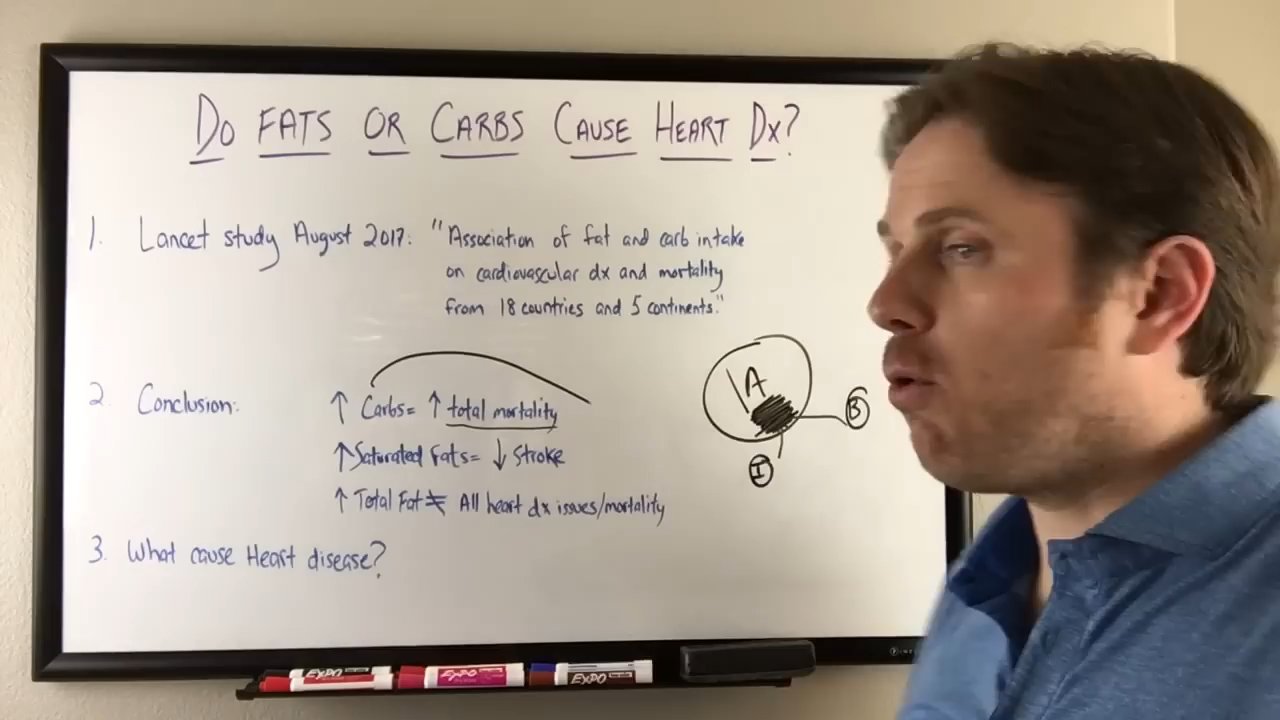 Do FATS OR CARBS CAUSE HEART Dx?
1. Lancet study August 2017: "Association of fat and carb intake
on cardiovascular dx and mortality
from 18 countries and 5 continents."
2. Conclusion:
↑ Carbs= ↑ total mortality
↑ Saturated Fats= ↓ Stroke
↑ Total Fat ≠ All heart dx issues/mortality
A
B
I
3. What cause Heart disease?
EXPO
EXPO
EXPO